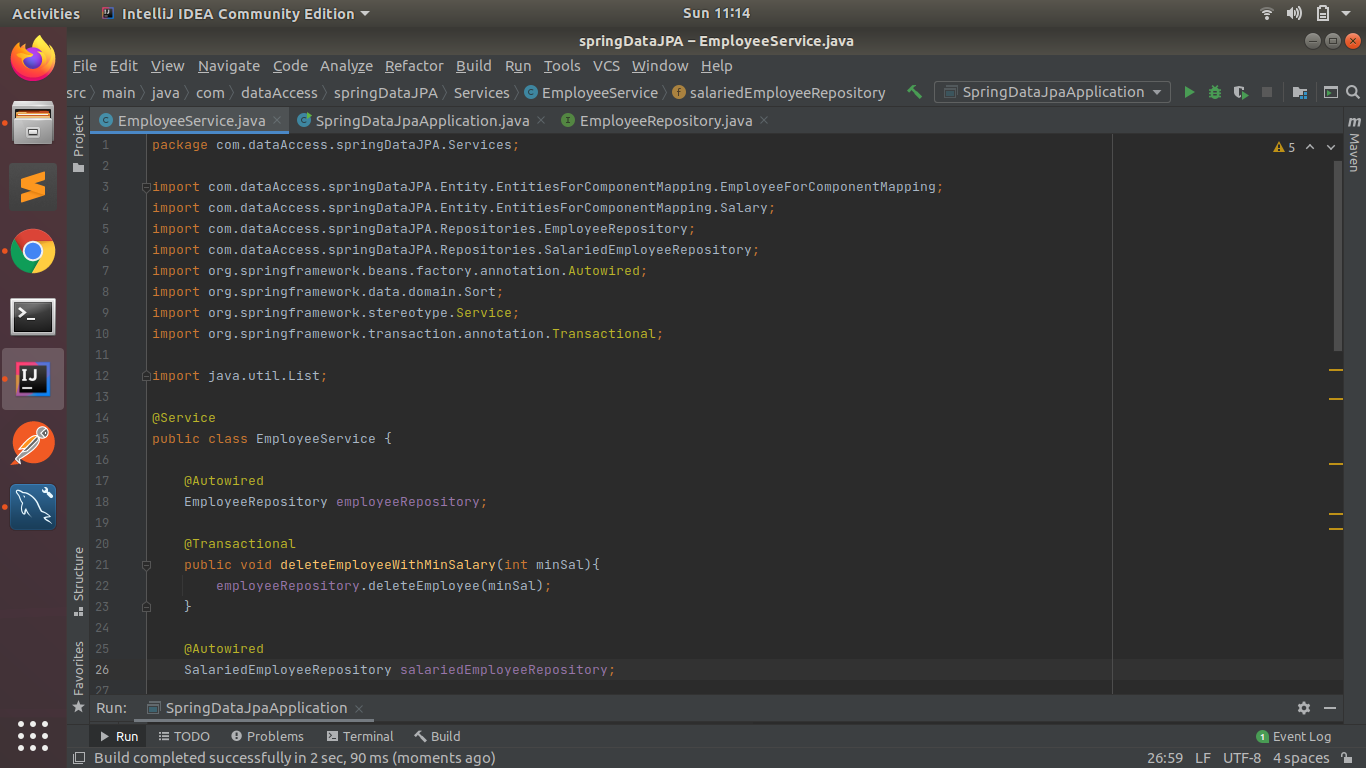 Activities IntelliJ IDEA Community Edition Sun 11:14
springDataJPA – EmployeeService.java
File Edit View Navigate Code Analyze Refactor Build Run Tools VCS Window Help
src main java com dataAccess springDataJPA Services C EmployeeService f salariedEmployeeRepository SpringDataJpaApplication
C EmployeeService.java C SpringDataJpaApplication.java I EmployeeRepository.java
Project
Structure
Favorites
m Maven
5
1 package com.dataAccess.springDataJPA.Services;
2
3 import com.dataAccess.springDataJPA.Entity.EntitiesForComponentMapping.EmployeeForComponentMapping;
4 import com.dataAccess.springDataJPA.Entity.EntitiesForComponentMapping.Salary;
5 import com.dataAccess.springDataJPA.Repositories.EmployeeRepository;
6 import com.dataAccess.springDataJPA.Repositories.SalariedEmployeeRepository;
7 import org.springframework.beans.factory.annotation.Autowired;
8 import org.springframework.data.domain.Sort;
9 import org.springframework.stereotype.Service;
10 import org.springframework.transaction.annotation.Transactional;
11
12 import java.util.List;
13
14 @Service
15 public class EmployeeService {
16
17 @Autowired
18 EmployeeRepository employeeRepository;
19
20 @Transactional
21 public void deleteEmployeeWithMinSalary(int minSal){
22 employeeRepository.deleteEmployee(minSal);
23 }
24
25 @Autowired
26 SalariedEmployeeRepository salariedEmployeeRepository;
27
Run: SpringDataJpaApplication
Run TODO Problems Terminal Build 1 Event Log
Build completed successfully in 2 sec, 90 ms (moments ago) 26:59 LF UTF-8 4 spaces
IJ